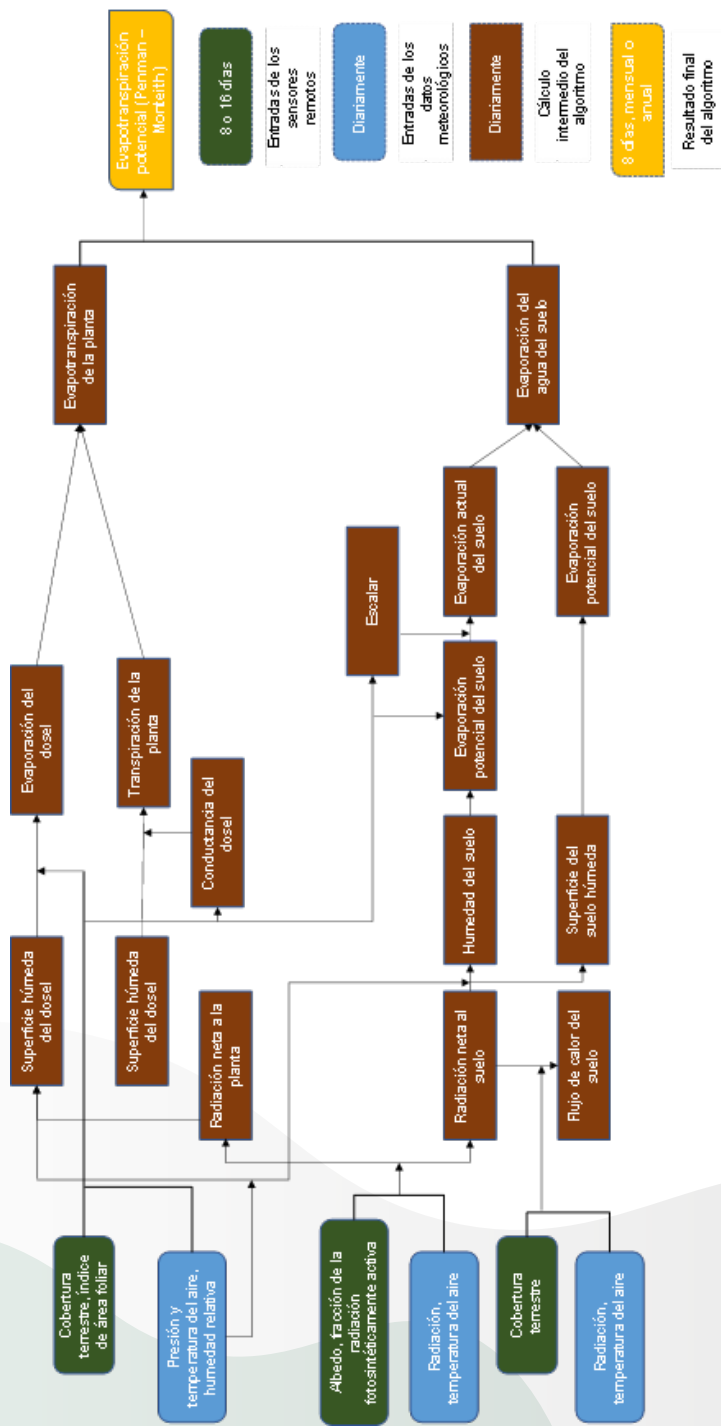 Cobertura
terrestre, índice
de área foliar
Presión y
temperatura del aire,
humedad relativa
Albedo, fracción de la
radiación
fotosintéticamente activa
Radiación,
temperatura del aire
Cobertura
terrestre
Radiación,
temperatura del aire
Superficie húmeda
del dosel
Superficie húmeda
del dosel
Radiación neta a la
planta
Radiación neta al
suelo
Flujo de calor del
suelo
Evaporación del
dosel
Transpiración de la
planta
Conductancia del
dosel
Humedad del suelo
Superficie del
suelo húmeda
Escalar
Evaporación
potencial del suelo
Evaporación actual
del suelo
Evaporación
potencial del suelo
Evapotranspiración
de la planta
Evaporación del
agua del suelo
Evapotranspiración
potencial (Penman –
Monteith)
8 o 16 días
Entradas de los
sensores
remotos
Diariamente
Entradas de los
datos
meteorológicos
Diariamente
Cálculo
intermedio del
algoritmo
8 días, mensual o
anual
Resultado final
del algoritmo